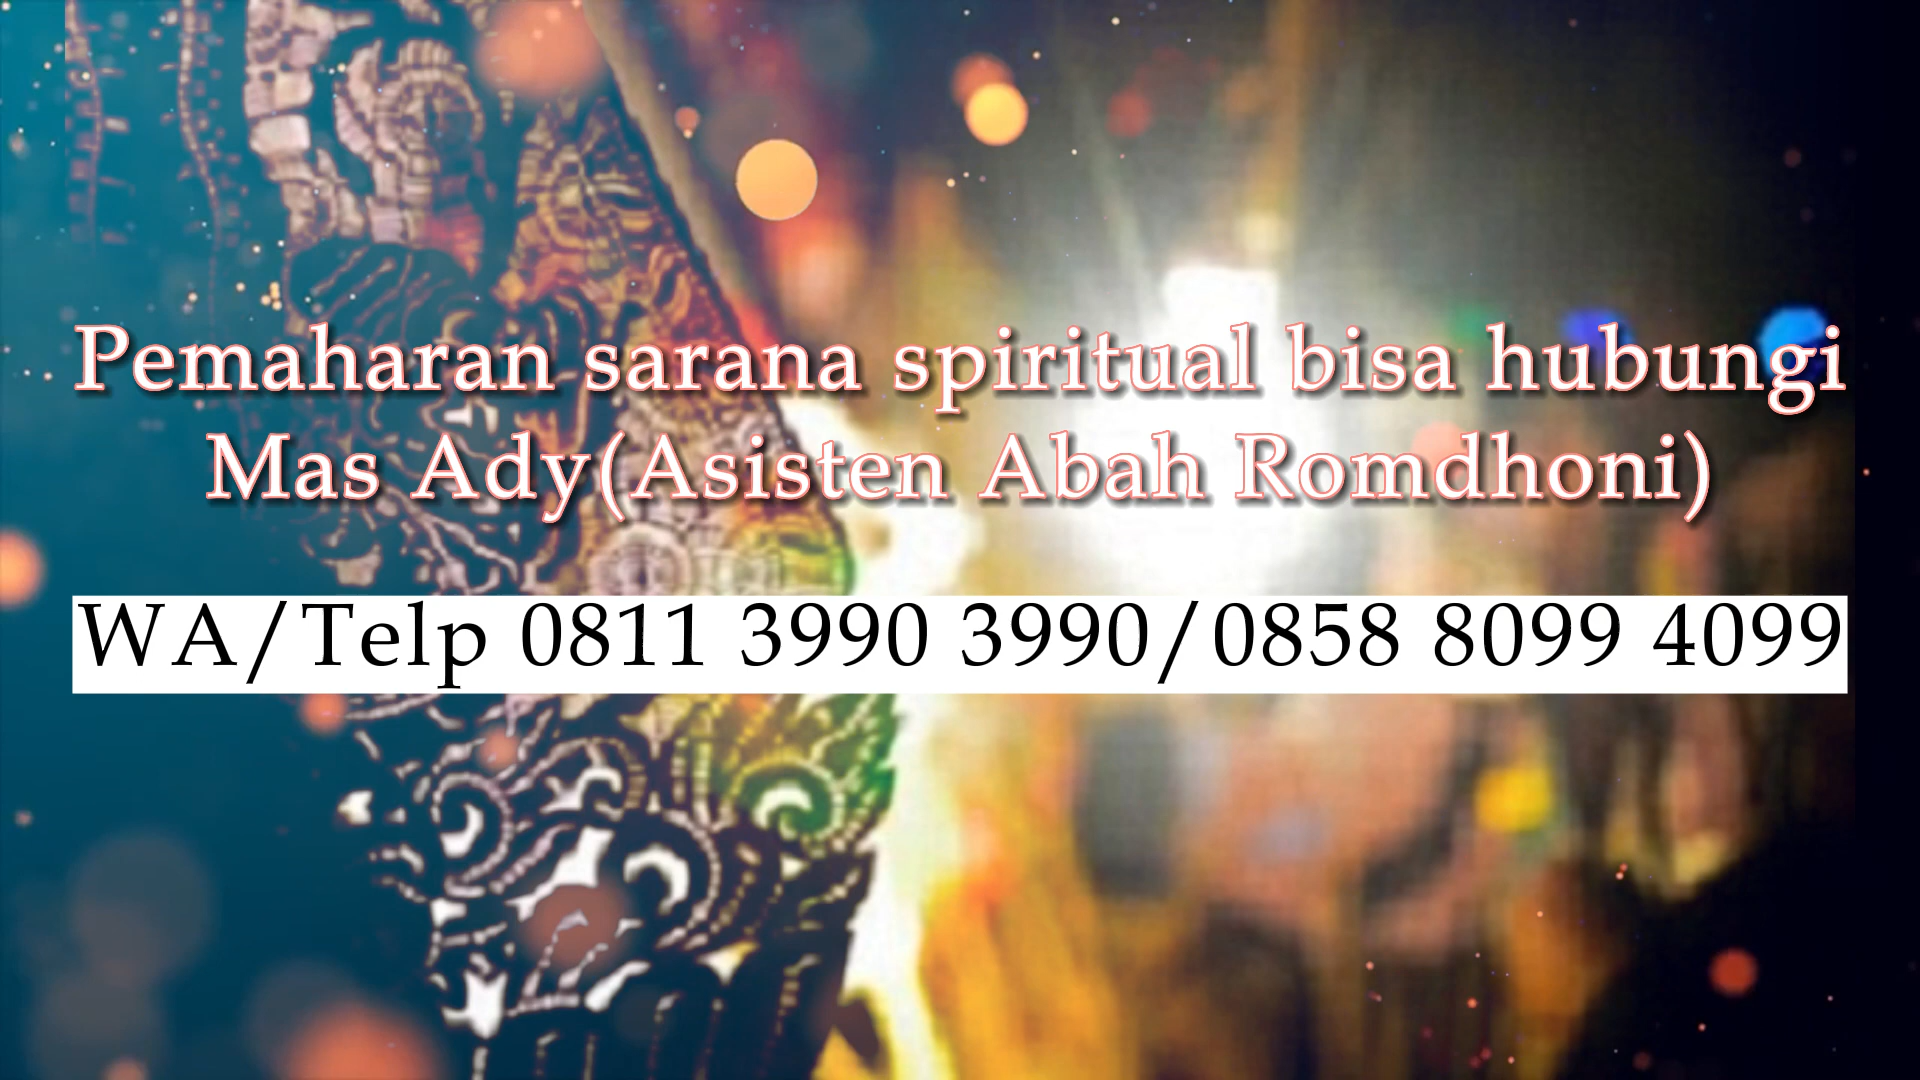 Pemaharan sarana spiritual bisa hubungi
Mas Ady(Asisten Abah Romdhoni)
WA/Telp 0811 3990 3990/0858 8099 4099